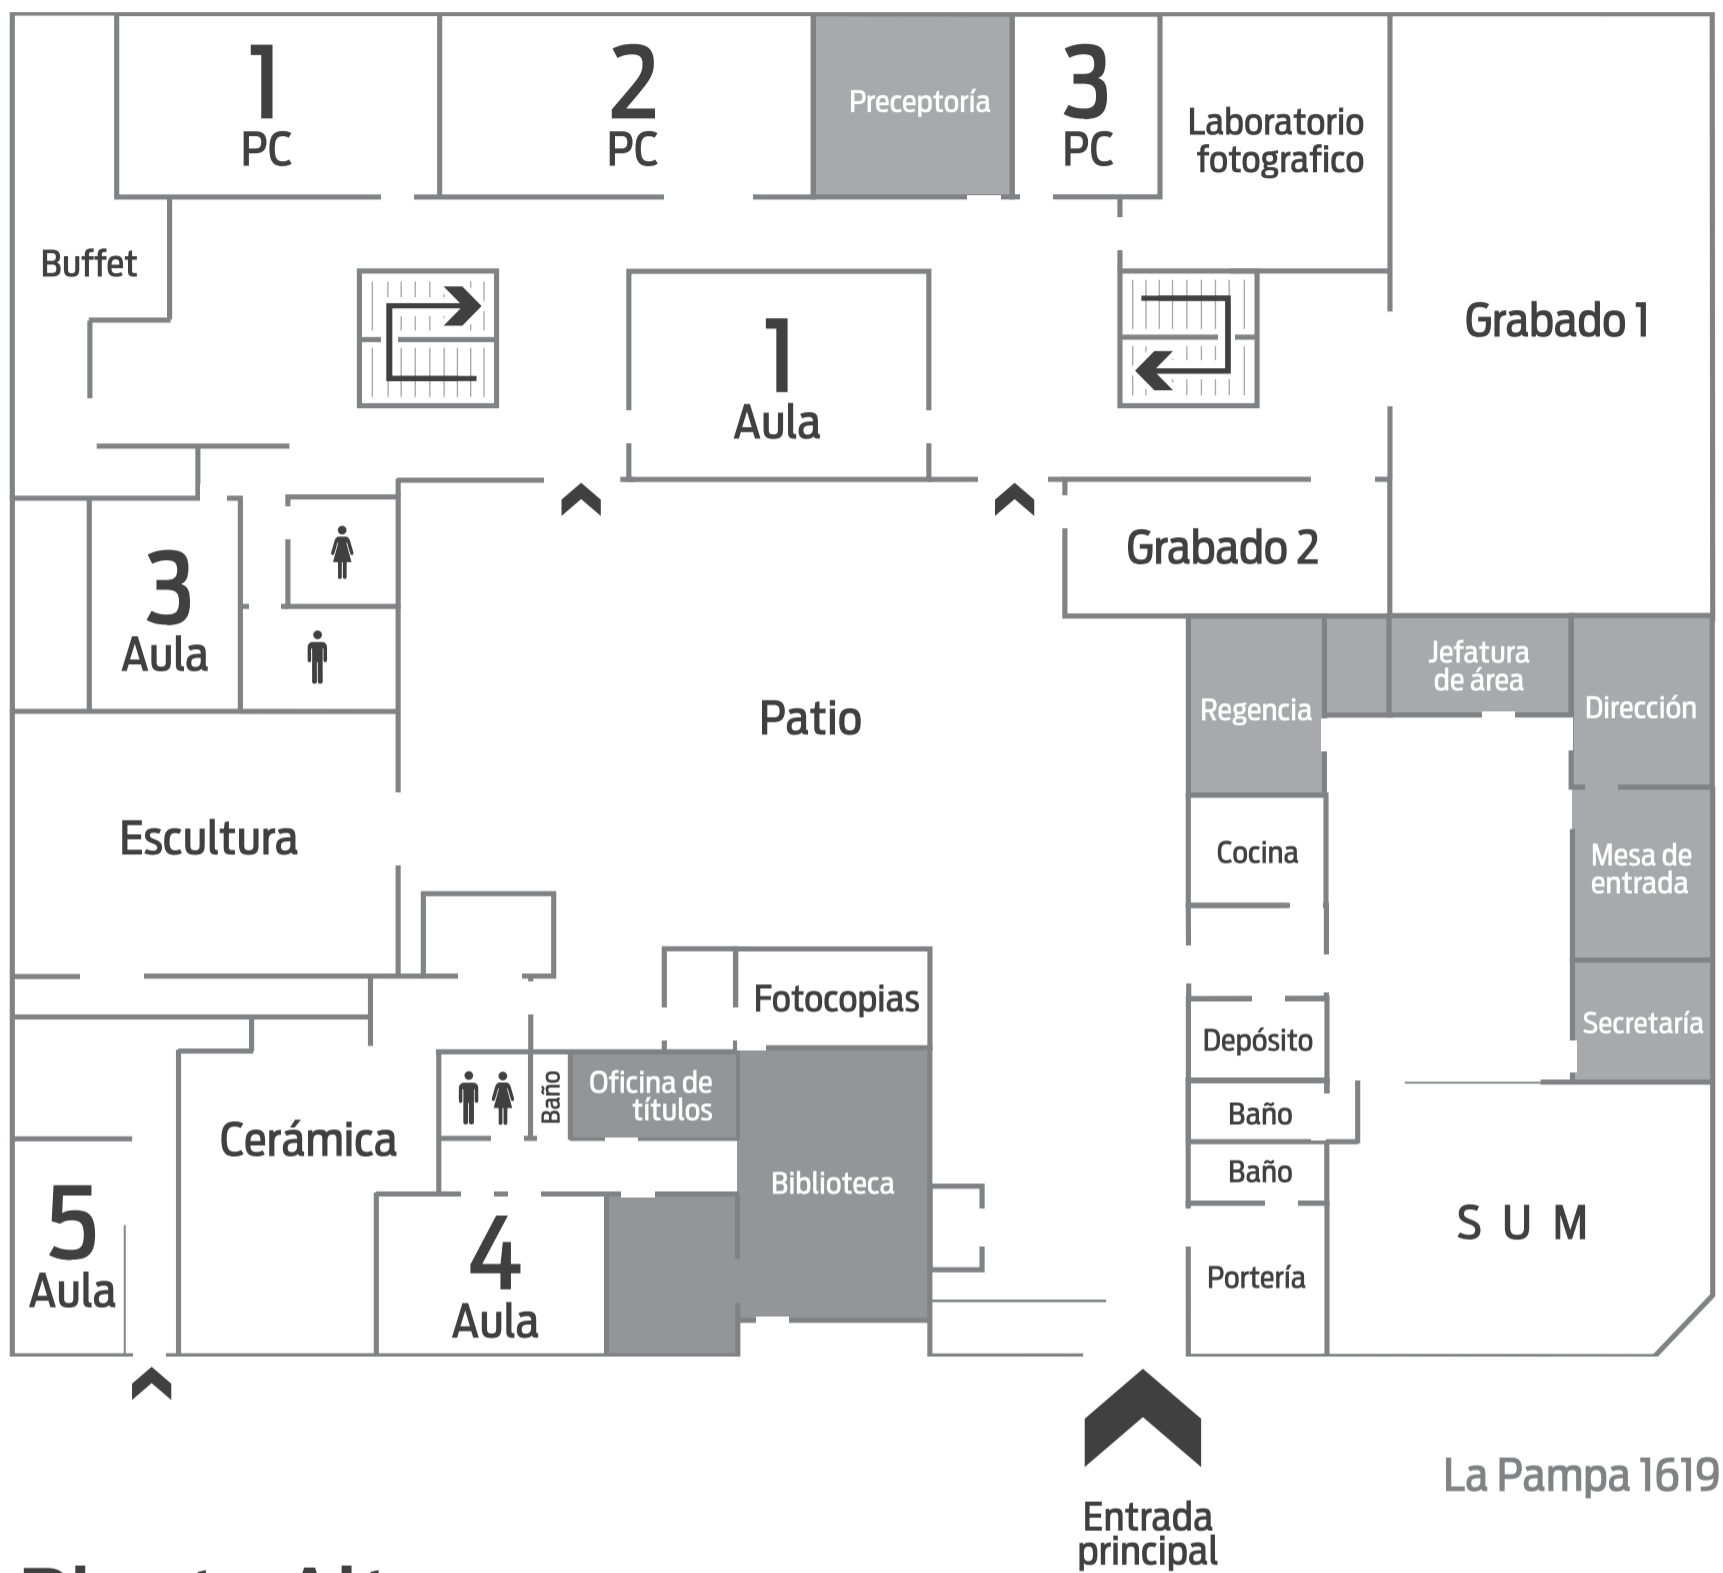 1
PC
2
PC
Preceptoría
3
PC
Laboratorio
fotografico
Buffet
1
Aula
Grabado 1
3
Aula
Grabado 2
Patio
Regencia
Jefatura
de área
Dirección
Escultura
Cocina
Mesa de
entrada
Fotocopias
Depósito
Secretaría
Cerámica
Baño
Oficina de
títulos
Biblioteca
Baño
Baño
5
Aula
4
Aula
Portería
S U M
Entrada
principal
La Pampa 1619